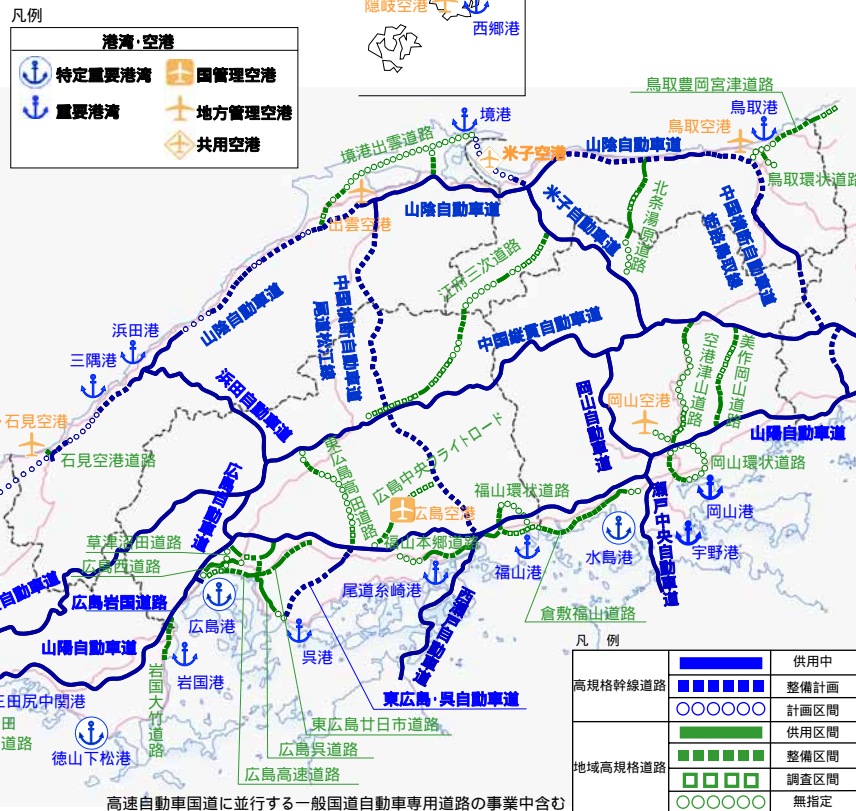 凡例
港湾・空港
特定重要港湾
国管理空港
重要港湾
地方管理空港
共用空港
隠岐空港
西郷港
鳥取豊岡宮津道路
鳥取港
鳥取空港
境港
境港出雲道路
米子空港
山陰自動車道
鳥取環状道路
出雲空港
山陰自動車道
米子自動車道
北条湯原道路
中国横断自動車道
姫路鳥取線
江府三次道路
中国横断自動車道
尾道松江線
山陰自動車道
中国縦貫自動車道
浜田港
三隅港
浜田自動車道
岡山自動車道
空港津山道路
美作岡山道路
岡山空港
石見空港
石見空港道路
山陽自動車道
東広島高田道路
広島中央フライトロード
岡山環状道路
広島自動車道
広島空港
福山環状道路
瀬戸中央自動車道
岡山港
草津沼田道路
広島西道路
福山本郷道路
福山港
水島港
宇野港
自動車道
広島岩国道路
広島港
尾道糸崎港
西瀬戸自動車道
倉敷福山道路
山陽自動車道
呉港
岩国港
岩国大竹道路
三田尻中関港
東広島・呉自動車道
東広島廿日市道路
田
道路
徳山下松港
広島呉道路
広島高速道路
凡 例
高規格幹線道路
供用中
整備計画
計画区間
地域高規格道路
供用区間
整備区間
調査区間
無指定
高速自動車国道に並行する一般国道自動車専用道路の事業中含む